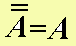 A̿ = A